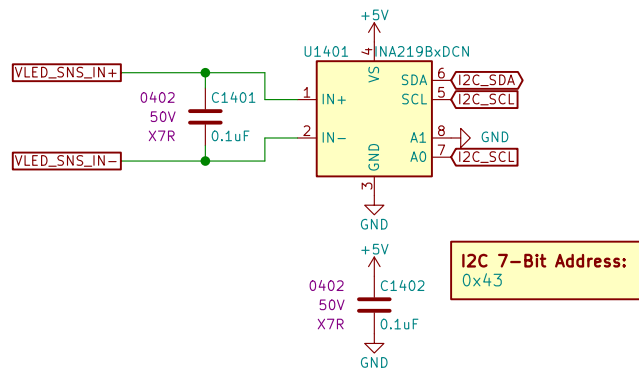 +5V
U1401 INA219BxDCN
VLED_SNS_IN+
4
VS
SDA 6 I2C_SDA
0402 C1401
1 IN+
SCL 5 I2C_SCL
50V
X7R 0.1uF
2 IN-
A1 8 GND
VLED_SNS_IN-
GND
A0 7 I2C_SCL
3
GND
+5V
I2C 7-Bit Address:
0x43
0402 C1402
50V
X7R 0.1uF
GND